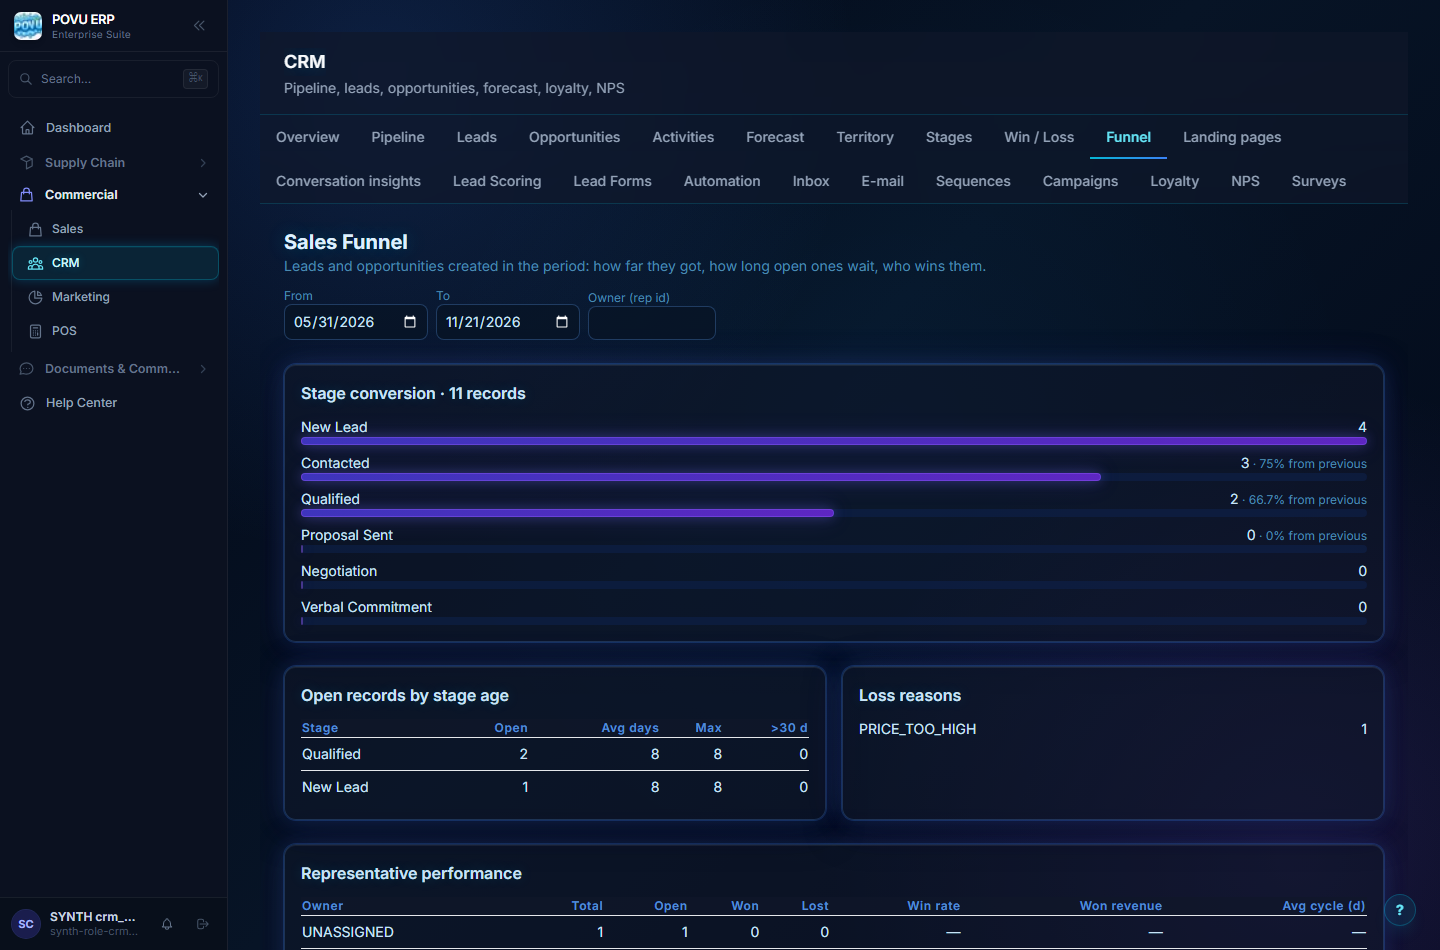 POVU ERP
Enterprise Suite
Search... ⌘K
Dashboard
Supply Chain
Commercial
Sales
CRM
Marketing
POS
Documents & Comm...
Help Center
SC
SYNTH crm_...
synth-role-crm...
CRM
Pipeline, leads, opportunities, forecast, loyalty, NPS
Overview Pipeline Leads Opportunities Activities Forecast Territory Stages Win / Loss Funnel Landing pages
Conversation insights Lead Scoring Lead Forms Automation Inbox E-mail Sequences Campaigns Loyalty NPS Surveys
Sales Funnel
Leads and opportunities created in the period: how far they got, how long open ones wait, who wins them.
From To Owner (rep id)
05/31/2026 11/21/2026
Stage conversion · 11 records
New Lead 4
Contacted 3 · 75% from previous
Qualified 2 · 66.7% from previous
Proposal Sent 0 · 0% from previous
Negotiation 0
Verbal Commitment 0
Open records by stage age
Stage Open Avg days Max >30 d
Qualified 2 8 8 0
New Lead 1 8 8 0
Loss reasons
PRICE_TOO_HIGH 1
Representative performance
Owner Total Open Won Lost Win rate Won revenue Avg cycle (d)
UNASSIGNED 1 1 0 0 — — —
?